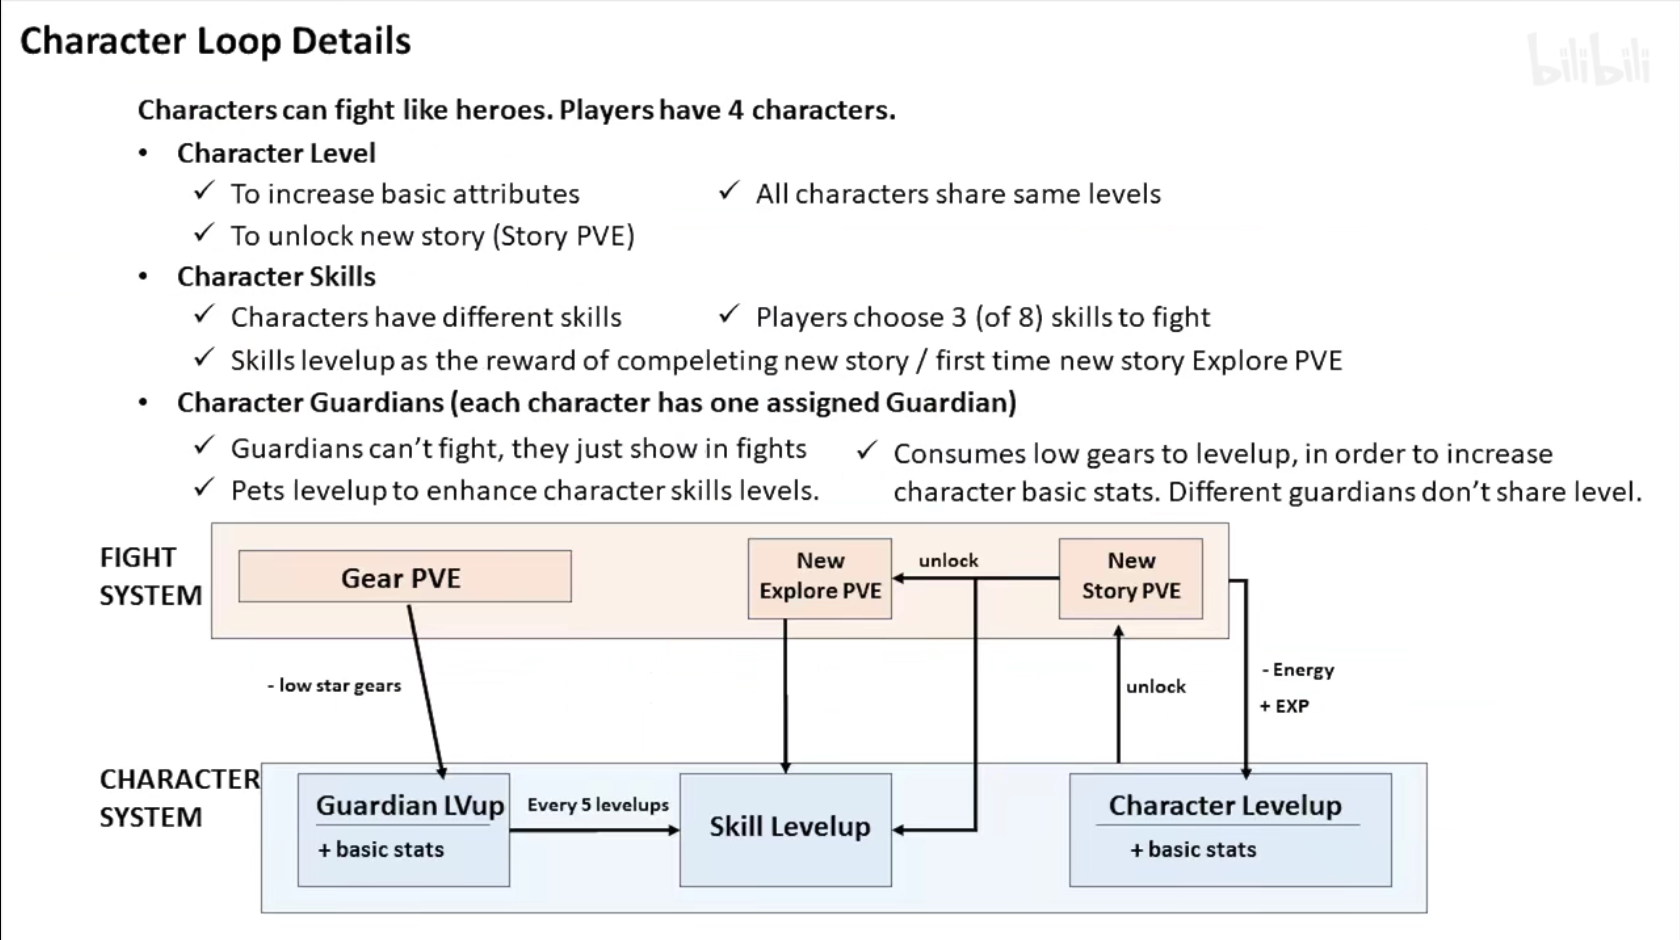 Character Loop Details
bilibili
Characters can fight like heroes. Players have 4 characters.
• Character Level
✓ To increase basic attributes
✓ All characters share same levels
✓ To unlock new story (Story PVE)
• Character Skills
✓ Characters have different skills
✓ Players choose 3 (of 8) skills to fight
✓ Skills levelup as the reward of compeleting new story / first time new story Explore PVE
• Character Guardians (each character has one assigned Guardian)
✓ Guardians can't fight, they just show in fights
✓ Pets levelup to enhance character skills levels.
✓ Consumes low gears to levelup, in order to increase
character basic stats. Different guardians don't share level.
FIGHT
SYSTEM
Gear PVE
New
Explore PVE
unlock
New
Story PVE
- low star gears
unlock
- Energy
+ EXP
CHARACTER
SYSTEM
Guardian LVup
+ basic stats
Every 5 levelups
Skill Levelup
Character Levelup
+ basic stats